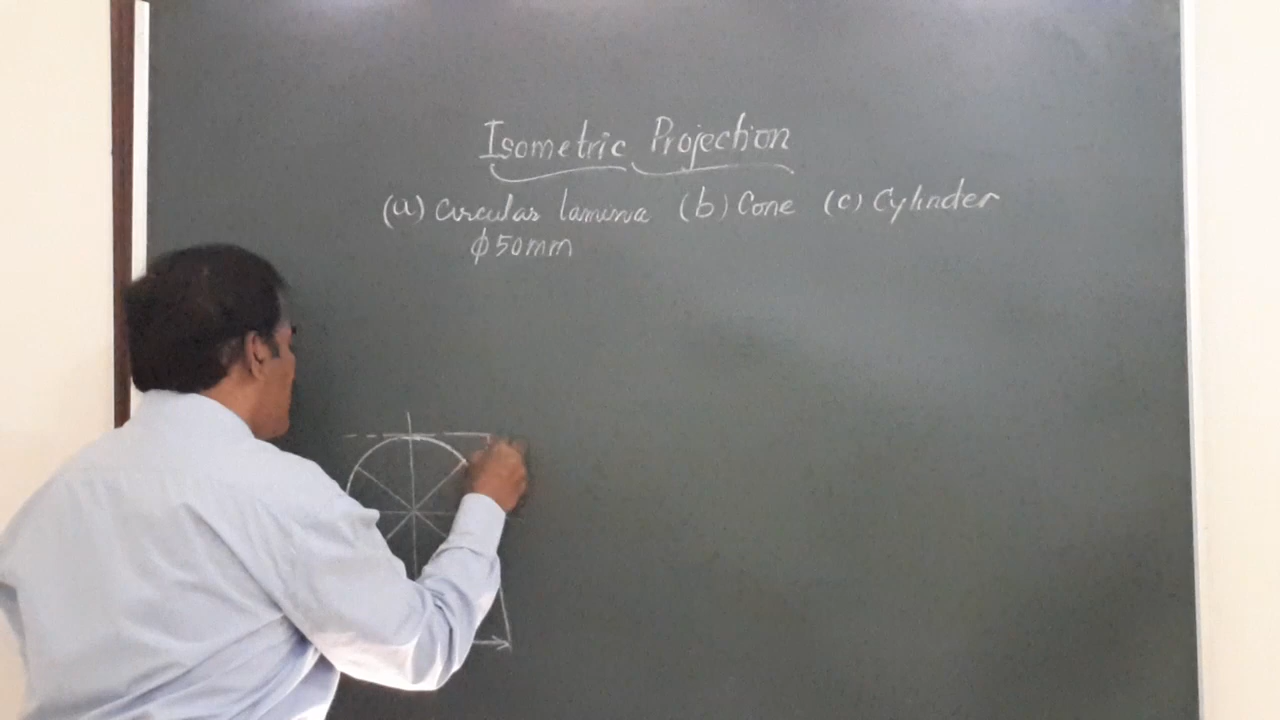 Isometric Projection
(a) Circular lamina (b) Cone (c) Cylinder
ϕ50mm